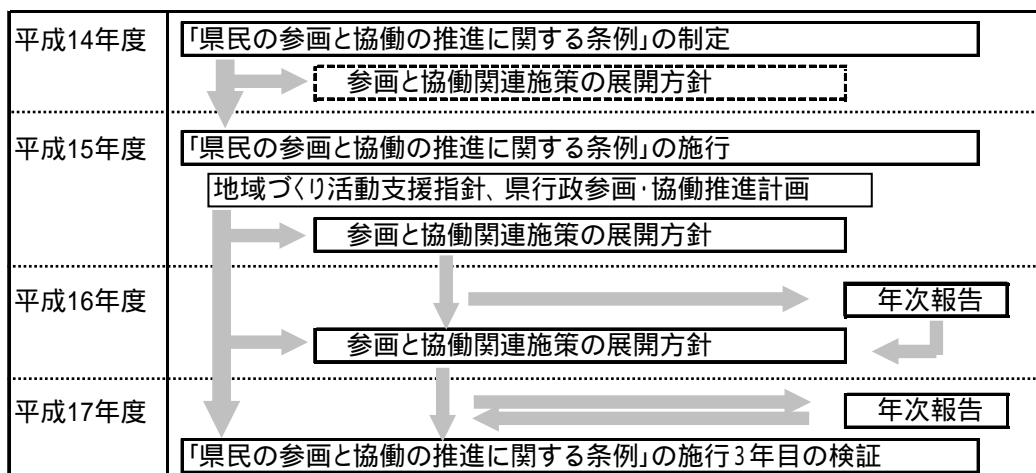 平成14年度
「県民の参画と協働の推進に関する条例」の制定
参画と協働関連施策の展開方針
平成15年度
「県民の参画と協働の推進に関する条例」の施行
地域づくり活動支援指針、県行政参画・協働推進計画
参画と協働関連施策の展開方針
平成16年度
年次報告
参画と協働関連施策の展開方針
平成17年度
年次報告
「県民の参画と協働の推進に関する条例」の施行3年目の検証